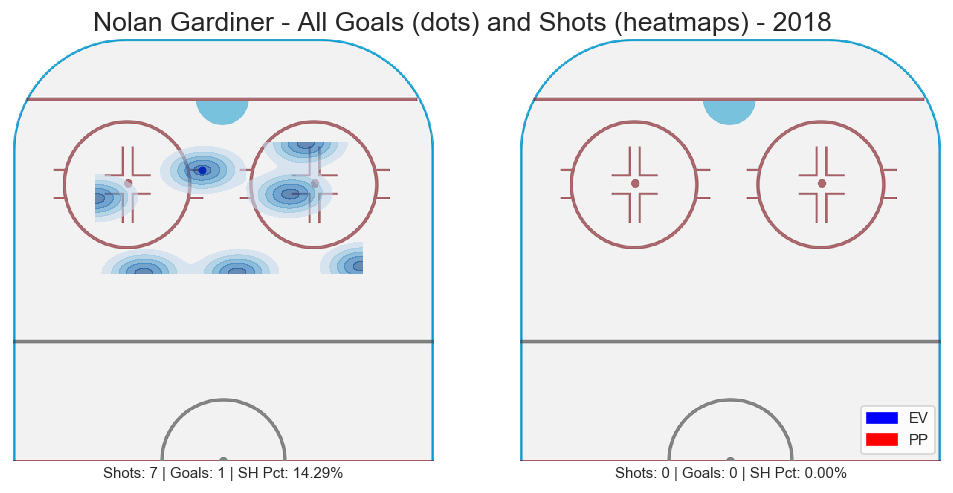 Nolan Gardiner - All Goals (dots) and Shots (heatmaps) - 2018
EV
PP
Shots: 7 | Goals: 1 | SH Pct: 14.29%
Shots: 0 | Goals: 0 | SH Pct: 0.00%